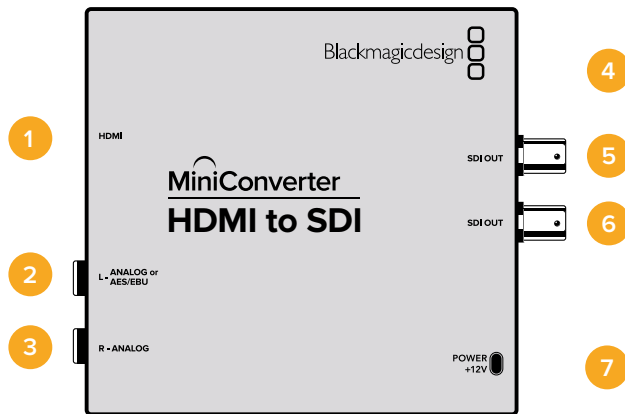 Blackmagicdesign
4
1
HDMI
5
SDI OUT
MiniConverter
HDMI to SDI
6
SDI OUT
2
L - ANALOG or
AES/EBU
3
R - ANALOG
POWER
+12V
7